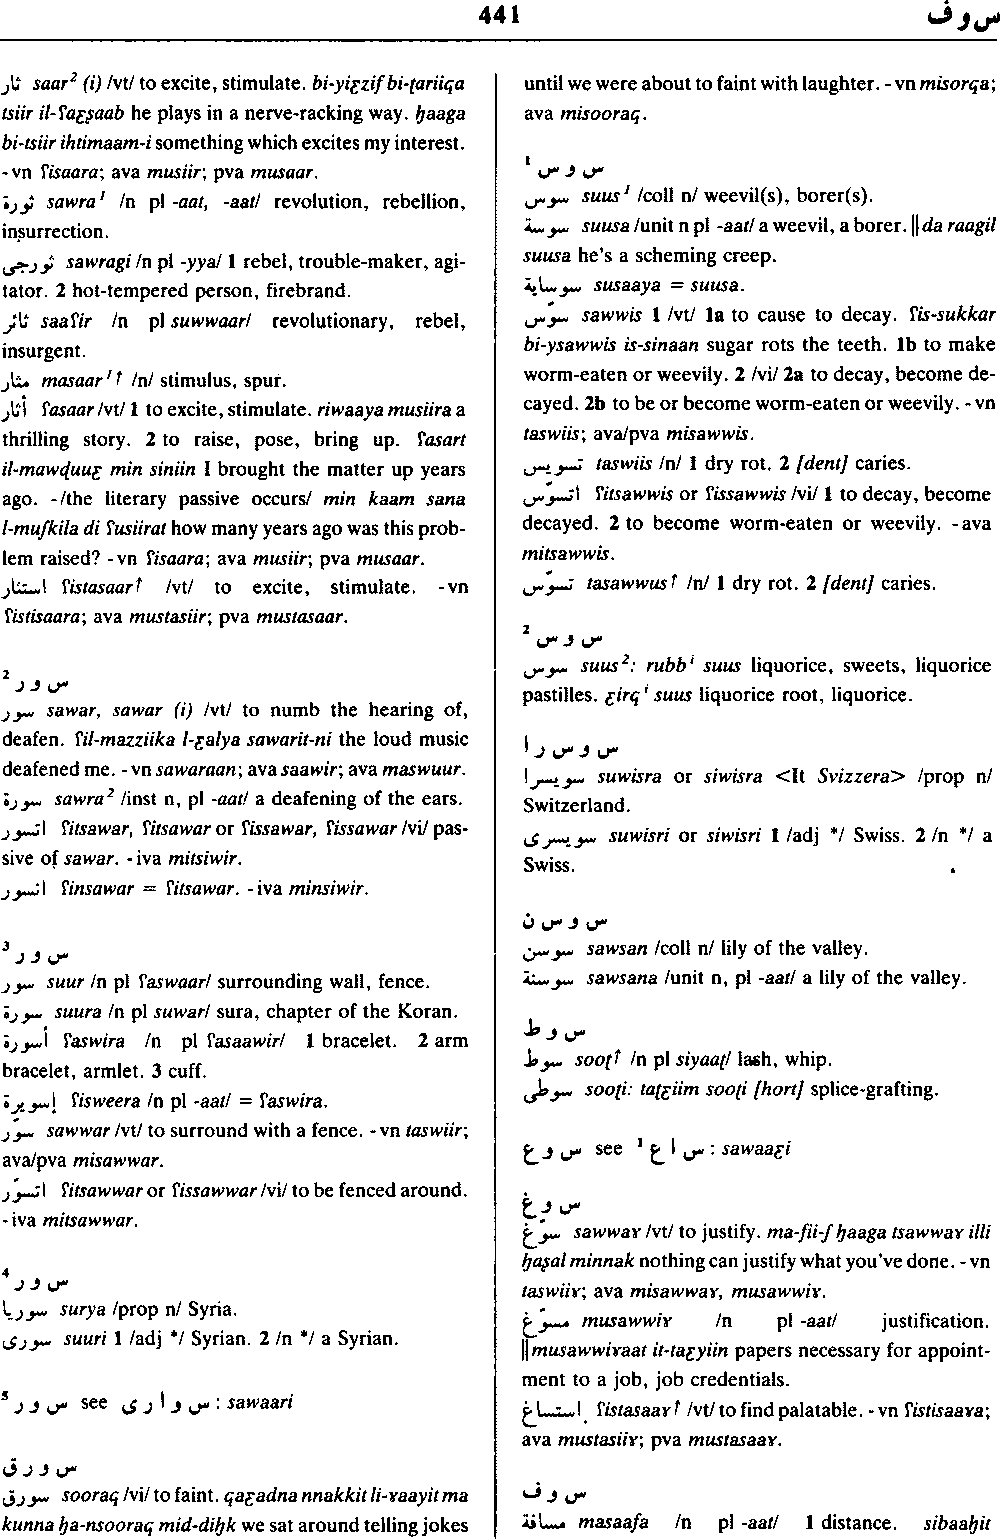 441
س و ف
ثار saar² (i) /vt/ to excite, stimulate. bi-yiƹzif bi-ṭariiqa
tsiir il-ʕaƹṣaab he plays in a nerve-racking way. ḥaaga
bi-tsiir ihtimaam-i something which excites my interest.
-vn ʕisaara; ava musiir; pva musaar.
ثورة sawra¹ /n pl -aat, -aat/ revolution, rebellion,
insurrection.
ثورجى sawragi /n pl -yya/ 1 rebel, trouble-maker, agi-
tator. 2 hot-tempered person, firebrand.
ثائر saaʕir /n pl suwwaar/ revolutionary, rebel,
insurgent.
مثار masaar¹↑ /n/ stimulus, spur.
أثار ʕasaar /vt/ 1 to excite, stimulate. riwaaya musiira a
thrilling story. 2 to raise, pose, bring up. ʕasart
il-mawḍuuƹ min siniin I brought the matter up years
ago. -/the literary passive occurs/ min kaam sana
l-muʃkila di ʕusiirat how many years ago was this prob-
lem raised? -vn ʕisaara; ava musiir; pva musaar.
استثار ʕistasaar↑ /vt/ to excite, stimulate. -vn
ʕistisaara; ava mustasiir; pva mustasaar.
س و ر ²
سور sawar, sawar (i) /vt/ to numb the hearing of,
deafen. ʕil-mazziika l-ƹalya sawarit-ni the loud music
deafened me. -vn sawaraan; ava saawir; ava maswuur.
سورة sawra² /inst n, pl -aat/ a deafening of the ears.
اتسور ʕitsawar, ʕitsawar or ʕissawar, ʕissawar /vi/ pas-
sive of sawar. -iva mitsiwir.
انسور ʕinsawar = ʕitsawar. -iva minsiwir.
س و ر ³
سور suur /n pl ʕaswaar/ surrounding wall, fence.
سورة suura /n pl suwar/ sura, chapter of the Koran.
أسورة ʕaswira /n pl ʕasaawir/ 1 bracelet. 2 arm
bracelet, armlet. 3 cuff.
إسويرة ʕisweera /n pl -aat/ = ʕaswira.
سوّر sawwar /vt/ to surround with a fence. -vn taswiir;
ava/pva misawwar.
اتسوّر ʕitsawwar or ʕissawwar /vi/ to be fenced around.
-iva mitsawwar.
س و ر ⁴
سوريا surya /prop n/ Syria.
سورى suuri 1 /adj */ Syrian. 2 /n */ a Syrian.
س و ر ⁵ see س و ا ر ى : sawaari
س و ر ق
سورق sooraq /vi/ to faint. qaƹadna nnakkit li-ɤaayit ma
kunna ḥa-nsooraq mid-diḥk we sat around telling jokes
until we were about to faint with laughter. -vn misorqa;
ava misooraq.
س و س ¹
سوس suus¹ /coll n/ weevil(s), borer(s).
سوسة suusa /unit n pl -aat/ a weevil, a borer. ‖da raagil
suusa he's a scheming creep.
سوساية susaaya = suusa.
سوّس sawwis 1 /vt/ 1a to cause to decay. ʕis-sukkar
bi-ysawwis is-sinaan sugar rots the teeth. 1b to make
worm-eaten or weevily. 2 /vi/ 2a to decay, become de-
cayed. 2b to be or become worm-eaten or weevily. -vn
taswiis; ava/pva misawwis.
تسويس taswiis /n/ 1 dry rot. 2 [dent] caries.
اتسوّس ʕitsawwis or ʕissawwis /vi/ 1 to decay, become
decayed. 2 to become worm-eaten or weevily. -ava
mitsawwis.
تسوّس tasawwus↑ /n/ 1 dry rot. 2 [dent] caries.
س و س ²
سوس suus²: rubbⁱ suus liquorice, sweets, liquorice
pastilles. ƹirqⁱ suus liquorice root, liquorice.
س و س ر ا
سويسرا suwisra or siwisra <It Svizzera> /prop n/
Switzerland.
سويسرى suwisri or siwisri 1 /adj */ Swiss. 2 /n */ a
Swiss.
س و س ن
سوسن sawsan /coll n/ lily of the valley.
سوسنة sawsana /unit n, pl -aat/ a lily of the valley.
س و ط
سوط sooṭ↑ /n pl siyaaṭ/ lash, whip.
سوطى sooṭi: taṭƹiim sooṭi [hort] splice-grafting.
س و ع see س ا ع ¹ : sawaaƹi
س و غ
سوّغ sawwaɤ /vt/ to justify. ma-fii-ʃ ḥaaga tsawwaɤ illi
ḥaṣal minnak nothing can justify what you've done. -vn
taswiiɤ; ava misawwaɤ, musawwiɤ.
مسوّغ musawwiɤ /n pl -aat/ justification.
‖musawwiɤaat it-taƹyiin papers necessary for appoint-
ment to a job, job credentials.
استساغ ʕistasaaɤ↑ /vt/ to find palatable. -vn ʕistisaaɤa;
ava mustasiiɤ; pva mustasaaɤ.
س و ف
مسافة masaafa /n pl -aat/ 1 distance. sibaaḥit